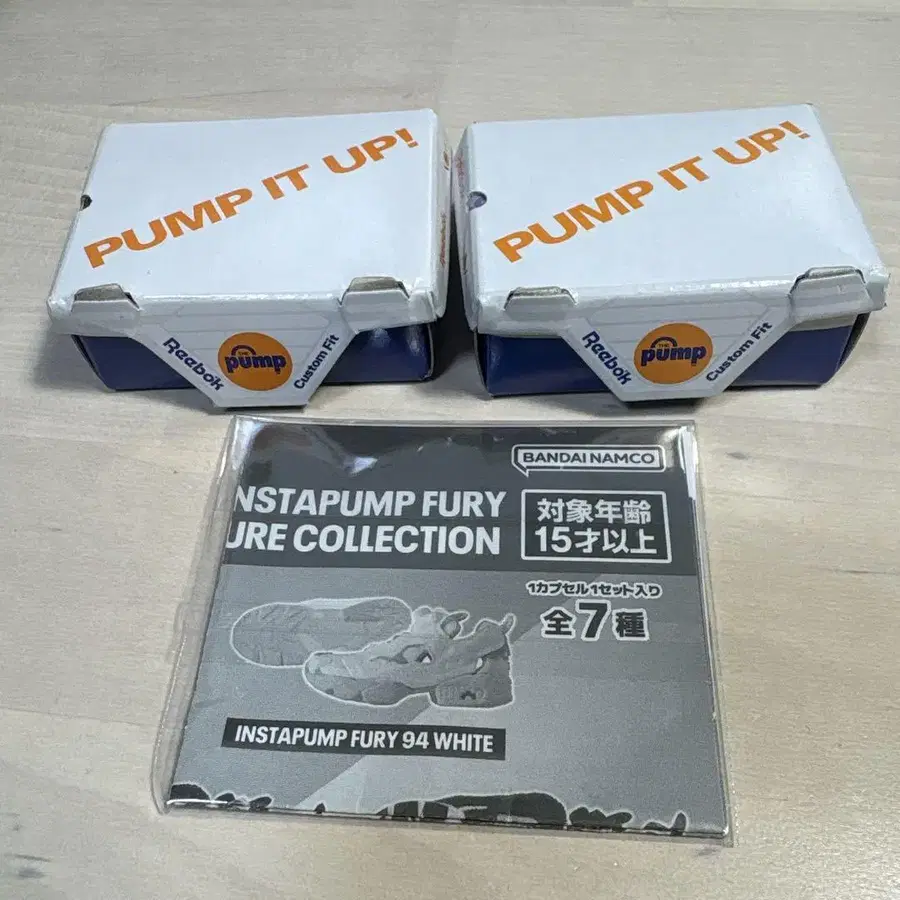 PUMP IT UP!
Reebok
THE
pump
Custom Fit
PUMP IT UP!
Reebok
THE
pump
Custom Fit
BANDAI NAMCO
NSTAPUMP FURY
URE COLLECTION
対象年齢
15才以上
1カプセル1セット入り
全7種
INSTAPUMP FURY 94 WHITE